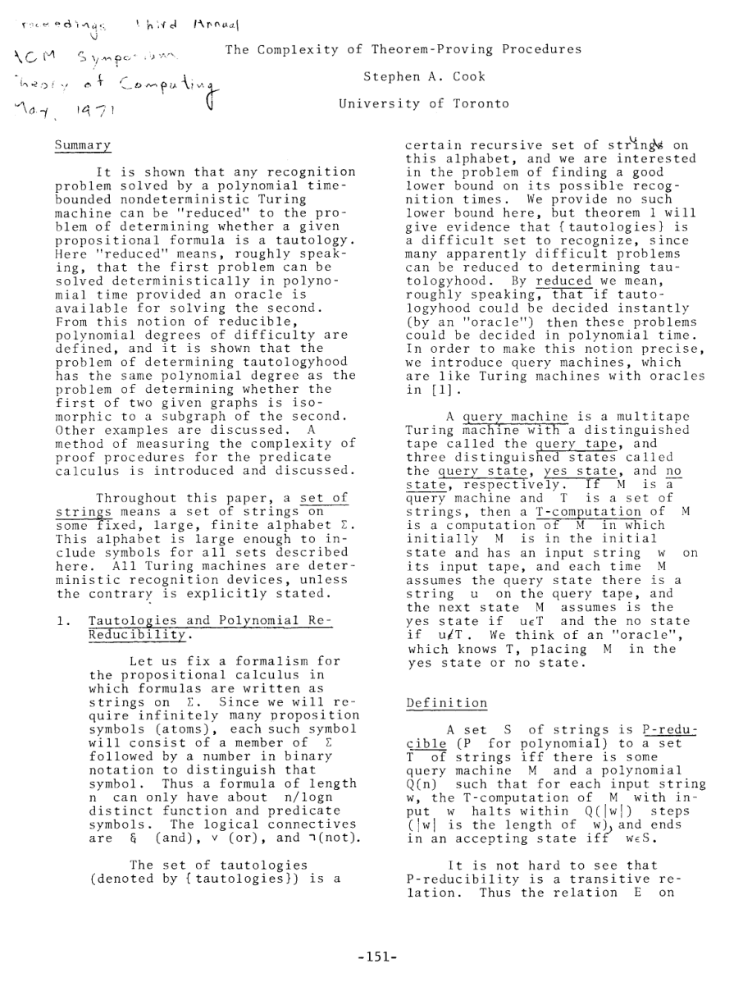 Proceedings Third Annual
ACM Symposium
Theory of Computing
May, 1971
The Complexity of Theorem-Proving Procedures
Stephen A. Cook
University of Toronto
Summary
It is shown that any recognition
problem solved by a polynomial time-
bounded nondeterministic Turing
machine can be "reduced" to the pro-
blem of determining whether a given
propositional formula is a tautology.
Here "reduced" means, roughly speak-
ing, that the first problem can be
solved deterministically in polyno-
mial time provided an oracle is
available for solving the second.
From this notion of reducible,
polynomial degrees of difficulty are
defined, and it is shown that the
problem of determining tautologyhood
has the same polynomial degree as the
problem of determining whether the
first of two given graphs is iso-
morphic to a subgraph of the second.
Other examples are discussed. A
method of measuring the complexity of
proof procedures for the predicate
calculus is introduced and discussed.
Throughout this paper, a set of
strings means a set of strings on
some fixed, large, finite alphabet Σ.
This alphabet is large enough to in-
clude symbols for all sets described
here. All Turing machines are deter-
ministic recognition devices, unless
the contrary is explicitly stated.
1. Tautologies and Polynomial Re-
Reducibility.
Let us fix a formalism for
the propositional calculus in
which formulas are written as
strings on Σ. Since we will re-
quire infinitely many proposition
symbols (atoms), each such symbol
will consist of a member of Σ
followed by a number in binary
notation to distinguish that
symbol. Thus a formula of length
n can only have about n/logn
distinct function and predicate
symbols. The logical connectives
are & (and), v (or), and ¬(not).
The set of tautologies
(denoted by {tautologies}) is a
certain recursive set of strings on
this alphabet, and we are interested
in the problem of finding a good
lower bound on its possible recog-
nition times. We provide no such
lower bound here, but theorem 1 will
give evidence that {tautologies} is
a difficult set to recognize, since
many apparently difficult problems
can be reduced to determining tau-
tologyhood. By reduced we mean,
roughly speaking, that if tauto-
logyhood could be decided instantly
(by an "oracle") then these problems
could be decided in polynomial time.
In order to make this notion precise,
we introduce query machines, which
are like Turing machines with oracles
in [1].
A query machine is a multitape
Turing machine with a distinguished
tape called the query tape, and
three distinguished states called
the query state, yes state, and no
state, respectively. If M is a
query machine and T is a set of
strings, then a T-computation of M
is a computation of M in which
initially M is in the initial
state and has an input string w on
its input tape, and each time M
assumes the query state there is a
string u on the query tape, and
the next state M assumes is the
yes state if u∈T and the no state
if u∉T. We think of an "oracle",
which knows T, placing M in the
yes state or no state.
Definition
A set S of strings is P-redu-
cible (P for polynomial) to a set
T of strings iff there is some
query machine M and a polynomial
Q(n) such that for each input string
w, the T-computation of M with in-
put w halts within Q(|w|) steps
(|w| is the length of w), and ends
in an accepting state iff w∈S.
It is not hard to see that
P-reducibility is a transitive re-
lation. Thus the relation E on
-151-